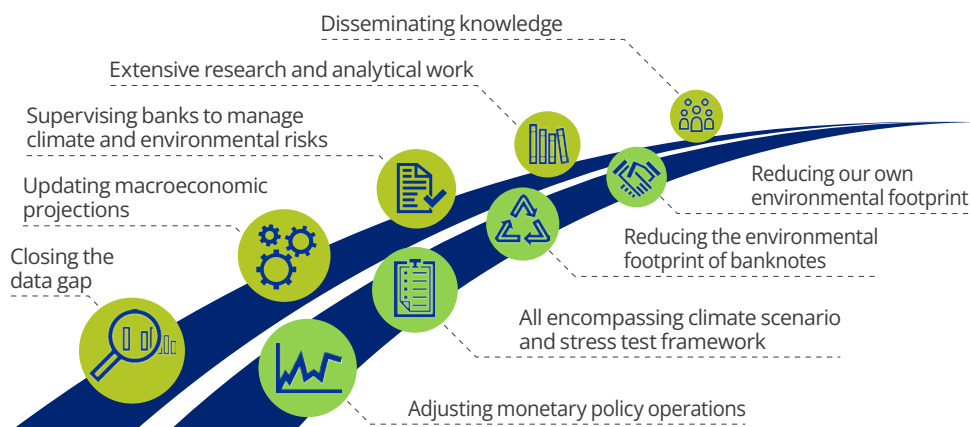 Disseminating knowledge
Extensive research and analytical work
Supervising banks to manage
climate and environmental risks
Updating macroeconomic
projections
Closing the
data gap
Reducing our own
environmental footprint
Reducing the environmental
footprint of banknotes
All encompassing climate scenario
and stress test framework
Adjusting monetary policy operations